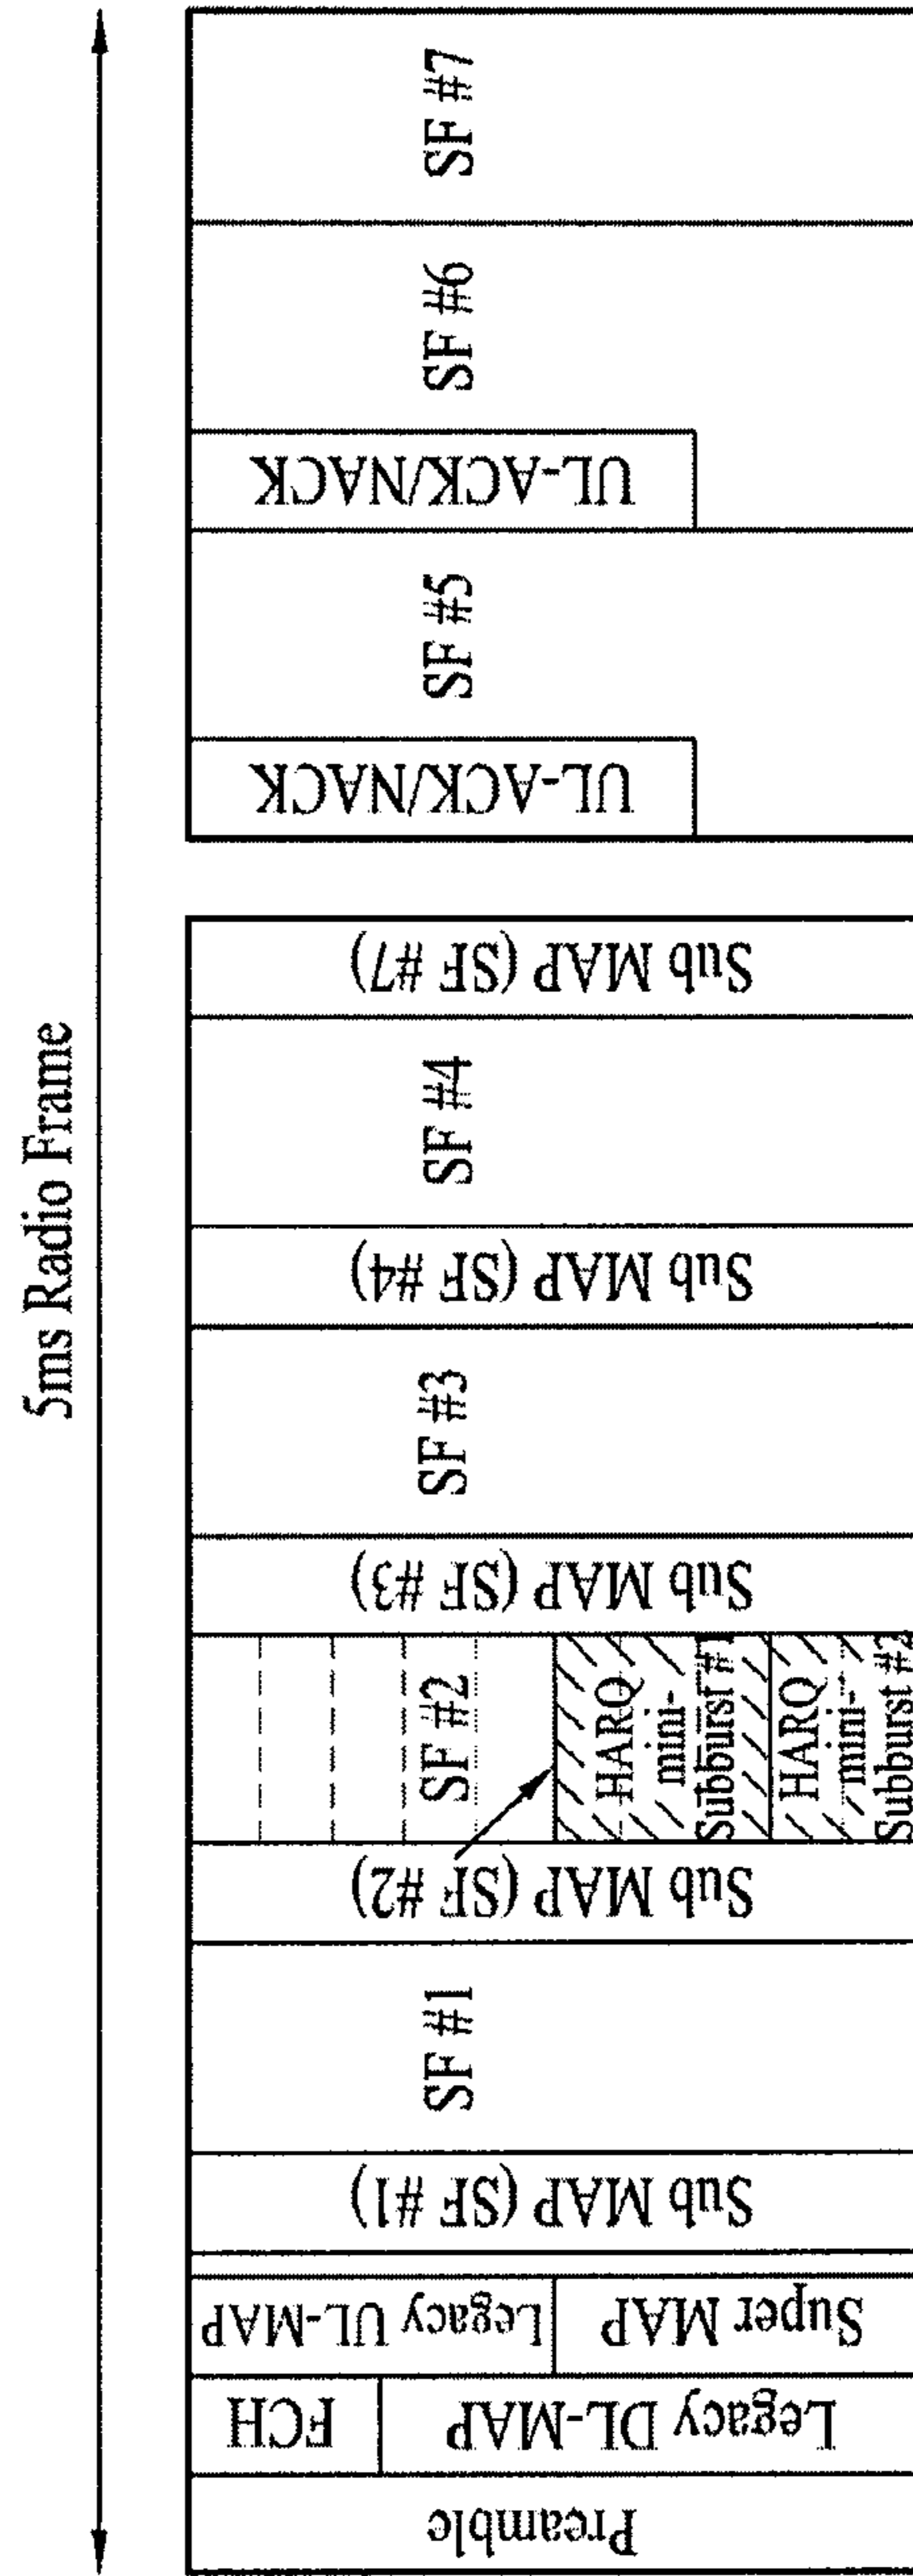 5ms Radio Frame
Preamble
FCH
Legacy DL-MAP
Legacy UL-MAP
Super MAP
Sub MAP (SF #1)
SF #1
Sub MAP (SF #2)
SF #2
HARQ
mini-
Subburst #1
HARQ
mini-
Subburst #2
Sub MAP (SF #3)
SF #3
Sub MAP (SF #4)
SF #4
Sub MAP (SF #7)
UL-ACK/NACK
SF #5
UL-ACK/NACK
SF #6
SF #7